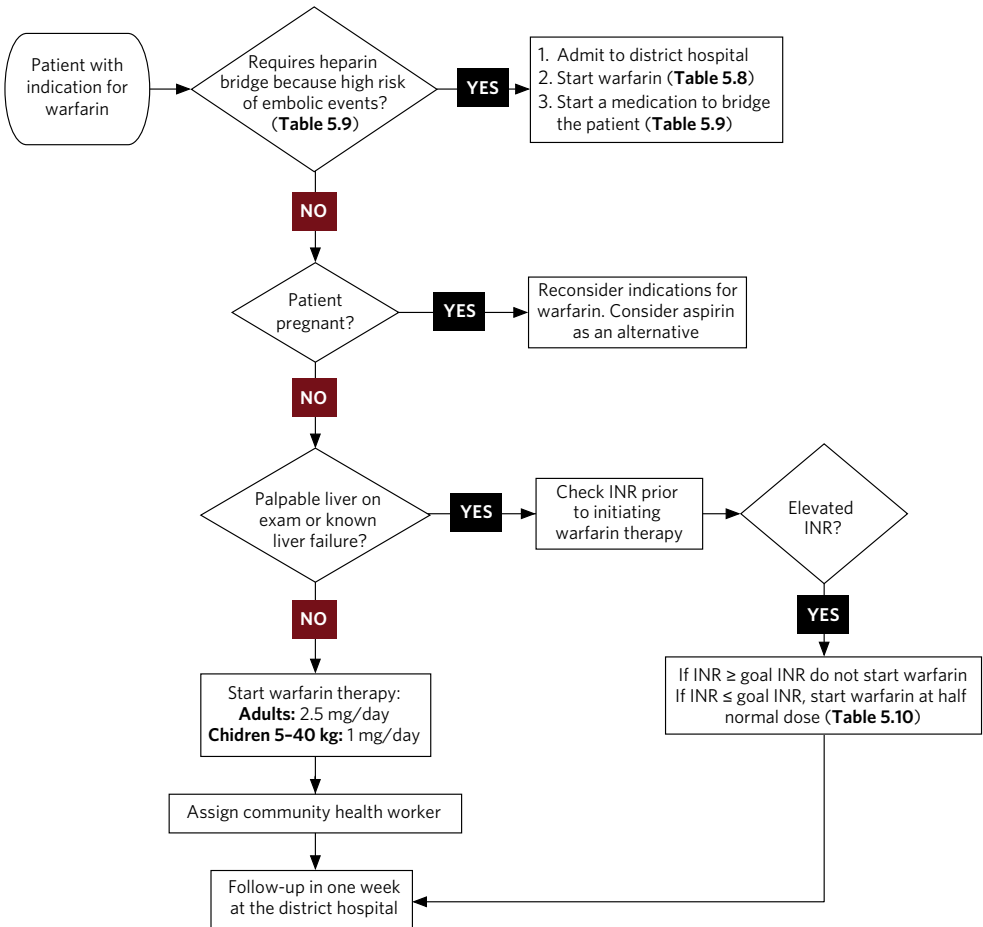 Patient with
indication for
warfarin
Requires heparin
bridge because high risk
of embolic events?
(Table 5.9)
YES
1. Admit to district hospital
2. Start warfarin (Table 5.8)
3. Start a medication to bridge
the patient (Table 5.9)
NO
Patient
pregnant?
YES
Reconsider indications for
warfarin. Consider aspirin
as an alternative
NO
Palpable liver on
exam or known
liver failure?
YES
Check INR prior
to initiating
warfarin therapy
Elevated
INR?
NO
YES
Start warfarin therapy:
Adults: 2.5 mg/day
Chidren 5–40 kg: 1 mg/day
If INR ≥ goal INR do not start warfarin
If INR ≤ goal INR, start warfarin at half
normal dose (Table 5.10)
Assign community health worker
Follow-up in one week
at the district hospital